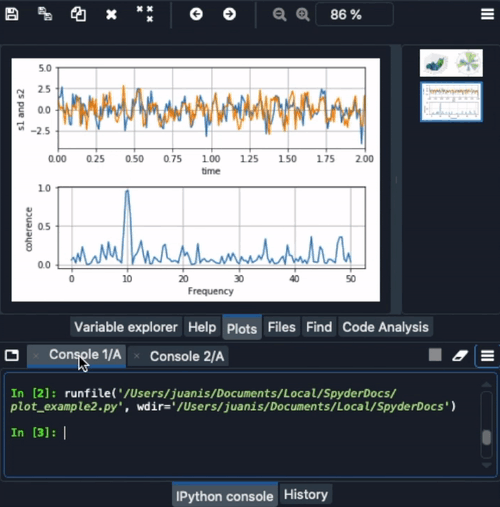 86 %
5.0
2.5
0.0
−2.5
s1 and s2
0.00 0.25 0.50 0.75 1.00 1.25 1.50 1.75 2.00
time
1.0
0.5
0.0
coherence
0 10 20 30 40 50
Frequency
Variable explorer Help Plots Files Find Code Analysis
Console 1/A Console 2/A
In [2]: runfile('/Users/juanis/Documents/Local/SpyderDocs/
plot_example2.py', wdir='/Users/juanis/Documents/Local/SpyderDocs')
In [3]:
IPython console History